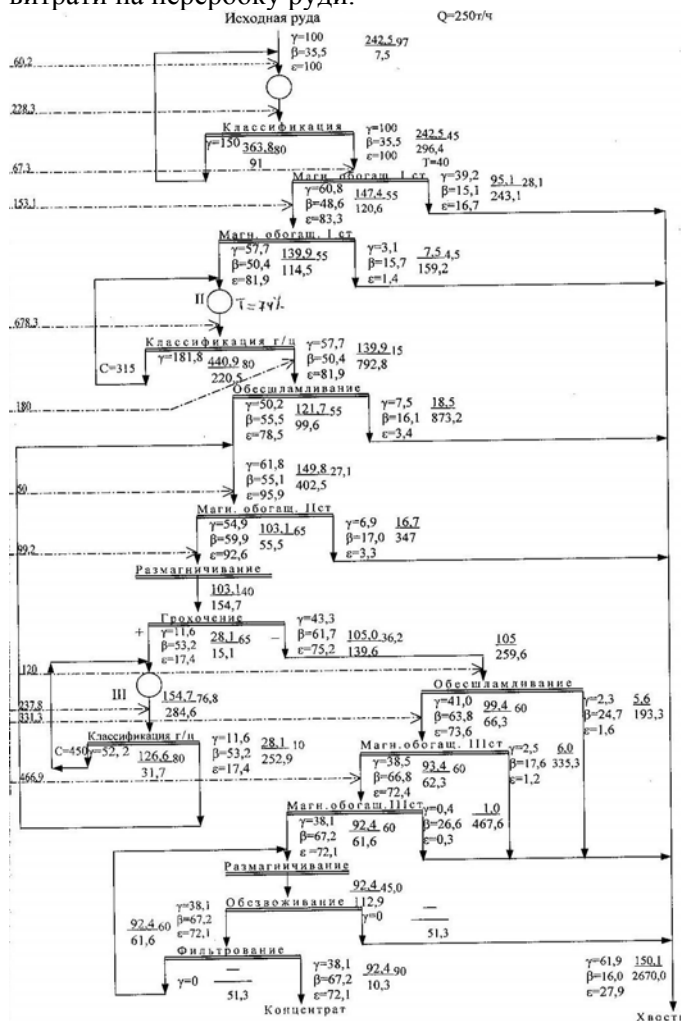 Исходная руда
Q=250т/ч
γ=100
β=35,5
ε=100
242,5 97
7,5
60,2
228,3
Классификация
γ=150
363,8 80
91
γ=100
β=35,5
ε=100
242,5 45
296,4
T=40
67,3
Магн. обогащ. I ст
γ=60,8
β=48,6
ε=83,3
147,4 55
120,6
γ=39,2
β=15,1
ε=16,7
95,1 28,1
243,1
153,1
Магн. обогащ. I ст
γ=57,7
β=50,4
ε=81,9
139,9 55
114,5
γ=3,1
β=15,7
ε=1,4
7,5 4,5
159,2
II
T=74%
678,3
Классификация г/ц
C=315
γ=181,8
440,9 80
220,5
γ=57,7
β=50,4
ε=81,9
139,9 15
792,8
180
Обесшламливание
γ=50,2
β=55,5
ε=78,5
121,7 55
99,6
γ=7,5
β=16,1
ε=3,4
18,5
873,2
γ=61,8
β=55,1
ε=95,9
149,8 27,1
402,5
50
Магн. обогащ. IIст
γ=54,9
β=59,9
ε=92,6
103,1 65
55,5
γ=6,9
β=17,0
ε=3,3
16,7
347
99,2
Размагничивание
103,1 40
154,7
Грохочение
+
γ=11,6
β=53,2
ε=17,4
28,1 65
15,1
−
γ=43,3
β=61,7
ε=75,2
105,0 36,2
139,6
105
259,6
120
III
154,7 76,8
284,6
237,8
331,3
Обесшламливание
γ=41,0
β=63,8
ε=73,6
99,4 60
66,3
γ=2,3
β=24,7
ε=1,6
5,6
193,3
Классификация г/ц
C=450
γ=52,2
126,6 80
31,7
γ=11,6
β=53,2
ε=17,4
28,1 10
252,9
466,9
Магн.обогащ. IIIст
γ=38,5
β=66,8
ε=72,4
93,4 60
62,3
γ=2,5
β=17,6
ε=1,2
6,0
335,3
Магн.обогащ.IIIст
γ=38,1
β=67,2
ε=72,1
92,4 60
61,6
γ=0,4
β=26,6
ε=0,3
1,0
467,6
Размагничивание
92,4 45,0
112,9
Обезвоживание
γ=38,1
β=67,2
ε=72,1
92,4 60
61,6
γ=0
—
51,3
Фильтрование
γ=0
—
51,3
γ=38,1
β=67,2
ε=72,1
92,4 90
10,3
Концентрат
γ=61,9
β=16,0
ε=27,9
150,1
2670,0
Хвосты